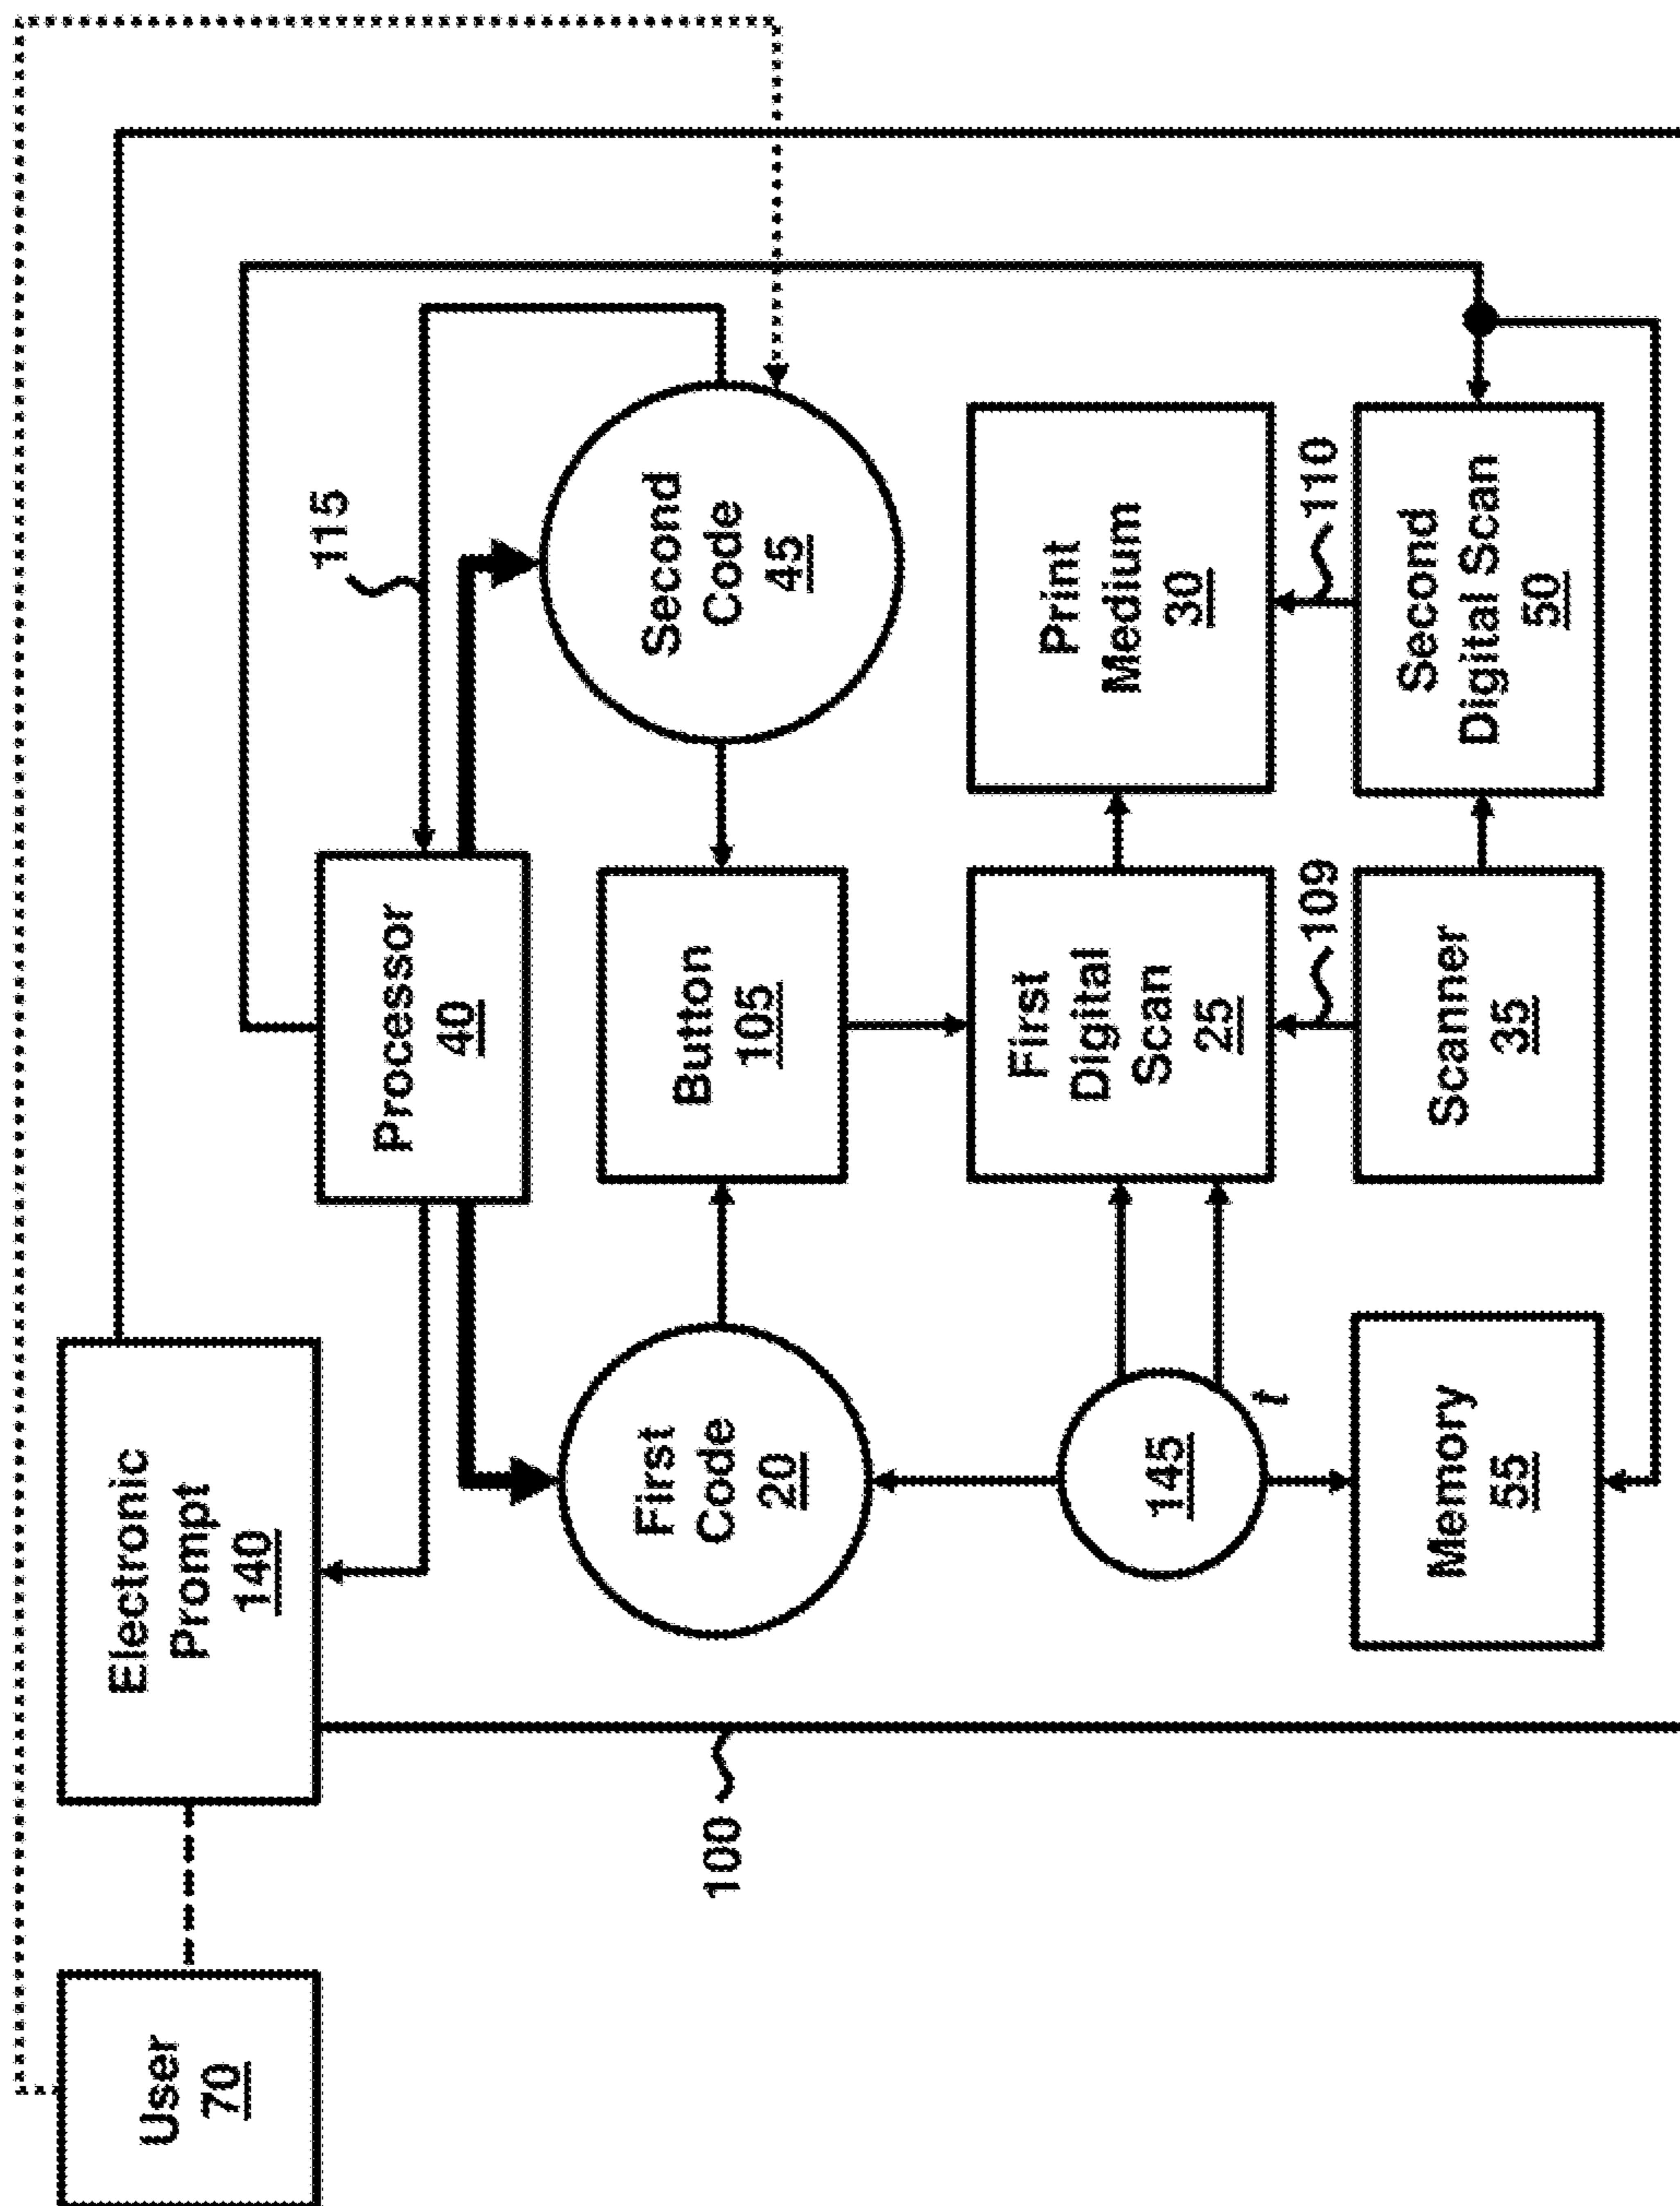 User
70
Electronic
Prompt
140
100
Processor
40
115
First
Code
20
Button
105
Second
Code
45
145
t
First
Digital
Scan
25
Print
Medium
30
109
110
Memory
55
Scanner
35
Second
Digital Scan
50